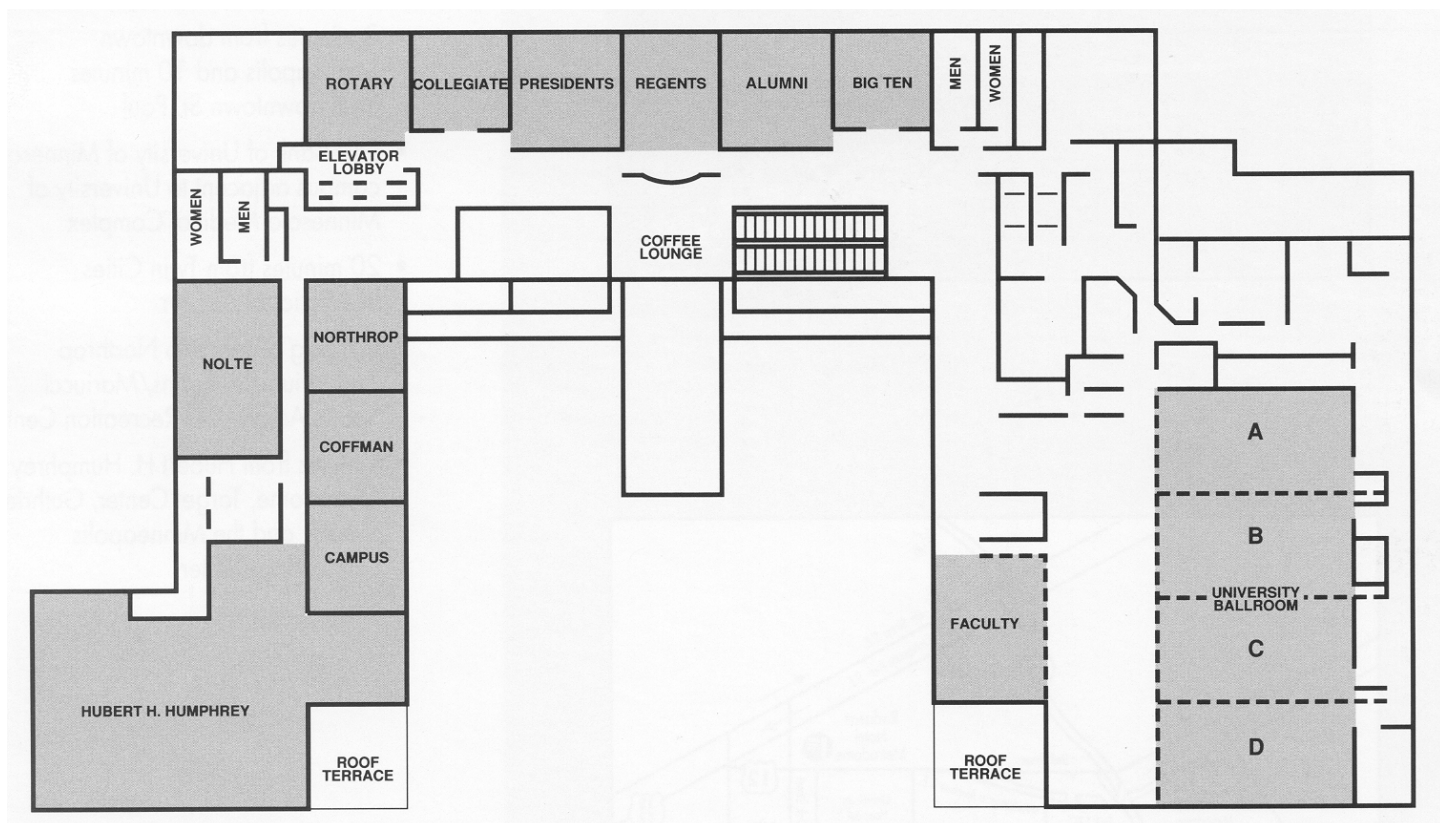 ROTARY
COLLEGIATE
PRESIDENTS
REGENTS
ALUMNI
BIG TEN
MEN
WOMEN
ELEVATOR
LOBBY
WOMEN
MEN
COFFEE
LOUNGE
NORTHROP
NOLTE
COFFMAN
CAMPUS
HUBERT H. HUMPHREY
ROOF
TERRACE
FACULTY
ROOF
TERRACE
A
B
UNIVERSITY
BALLROOM
C
D